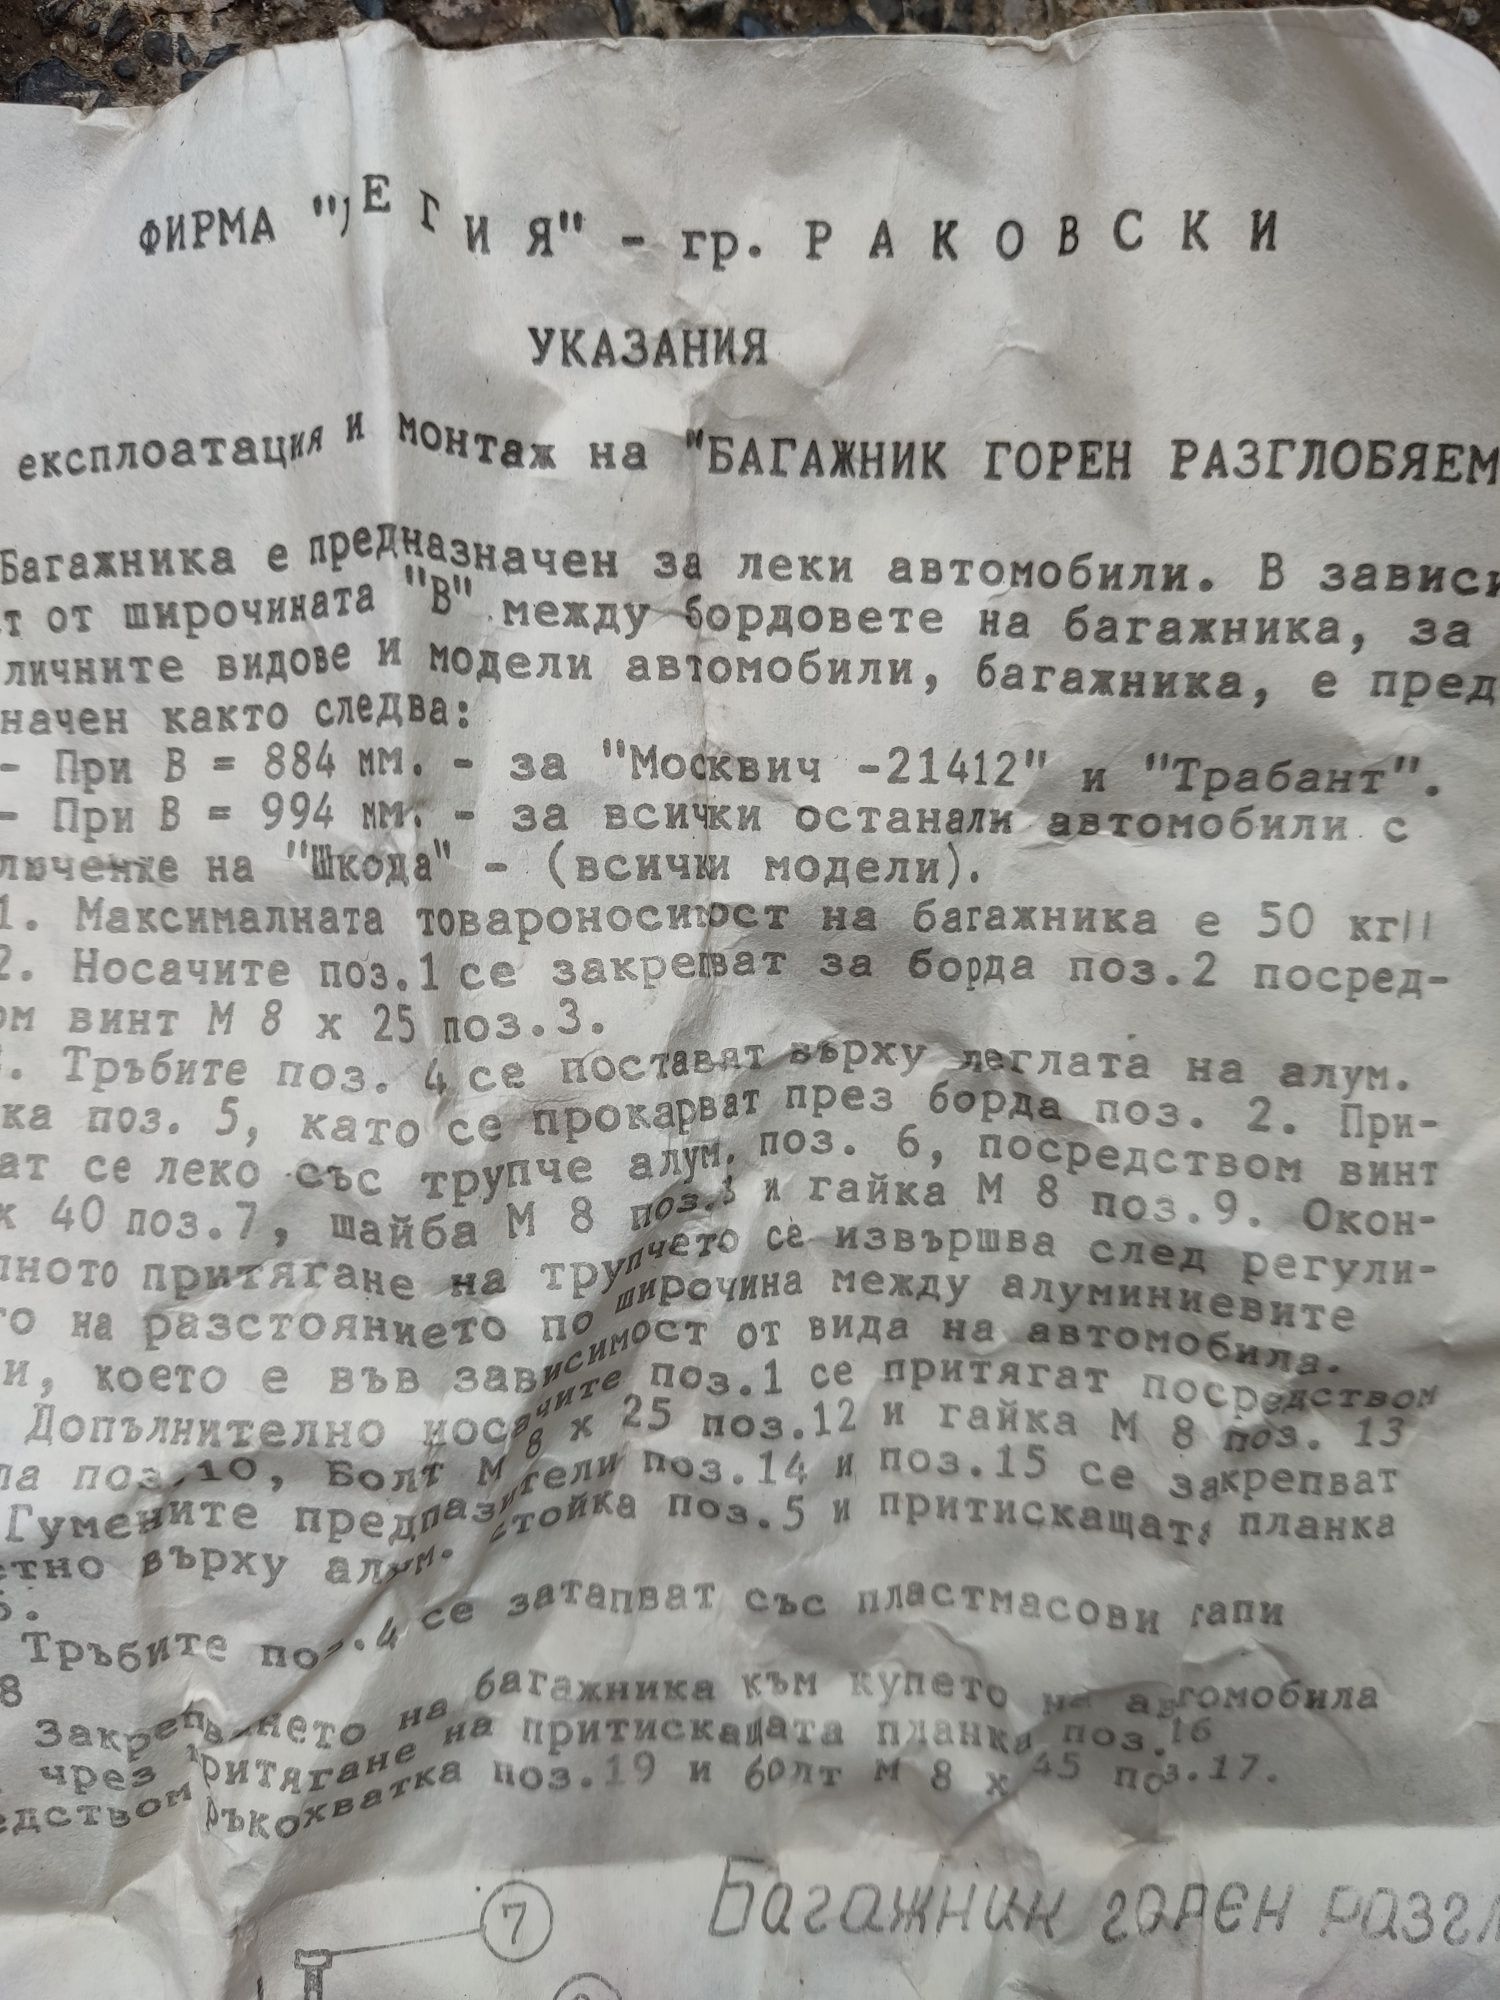 ФИРМА "ЛЕГИЯ" - гр. РАКОВСКИ
УКАЗАНИЯ
експлоатация и монтаж на "БАГАЖНИК ГОРЕН РАЗГЛОБЯЕМ
Багажника е предназначен за леки автомобили. В зависи
т от широчината "В" между бордовете на багажника, за
личните видове и модели автомобили, багажника, е пред
начен както следва:
- При В = 884 мм. - за "Москвич -21412" и "Трабант".
- При В = 994 мм. - за всички останали автомобили с
лючение на "Шкода" - (всички модели).
1. Максималната товароносимост на багажника е 50 кг!!
2. Носачите поз.1 се закрепват за борда поз.2 посред-
ом винт М 8 х 25 поз.3.
. Тръбите поз. 4 се поставят върху леглата на алум.
ка поз. 5, като се прокарват през борда поз. 2. При-
ат се леко със трупче алум. поз. 6, посредством винт
х 40 поз.7, шайба М 8 и гайка М 8 поз.9. Окон-
лното притягане на трупчето се извършва след регули-
то на разстоянието по широчина между алуминиевите
и, което е във зависимост от вида на автомобила.
Допълнително носачите поз.1 се притягат посредством
ла поз.10, Болт М 8 х 25 поз.12 и гайка М 8 поз. 13
Гумените предпазители поз.14 и поз.15 се закрепват
етно върху алум. стойка поз.5 и притискащата планка
6.
Тръбите поз.4 се затапват със пластмасови тапи
8
Закрепването на багажника към купето на автомобила
чрез притягане на притискащата планка поз.16
едством ръкохватка поз.19 и болт М 8 х 45 поз.17.
Багажник горен разгл
7